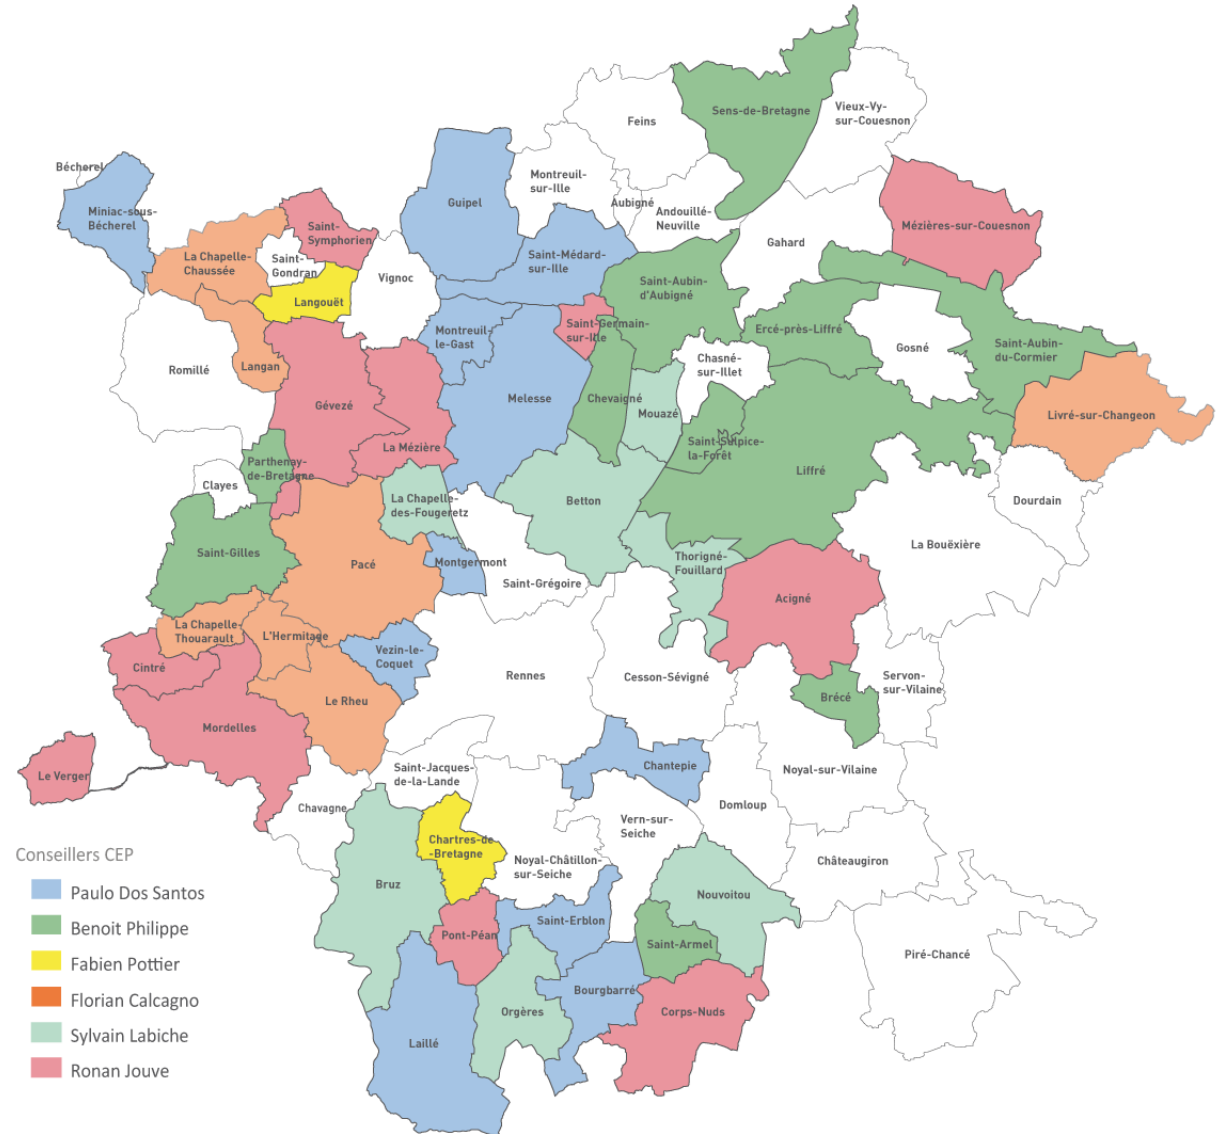 Sens-de-Bretagne
Vieux-Vy-
sur-Couesnon
Feins
Bécherel
Montreuil-
sur-Ille
Miniac-sous-
Bécherel
Guipel
Aubigné
Andouillé-
Neuville
Mézières-sur-Couesnon
Saint-
Symphorien
Gahard
La Chapelle-
Chaussée
Saint-
Gondran
Vignoc
Saint-Médard-
sur-Ille
Saint-Aubin-
d'Aubigné
Langouët
Montreuil-
le-Gast
Saint-Germain-
sur-Ille
Ercé-près-Liffré
Gosné
Saint-Aubin-
du-Cormier
Romillé
Langan
Chasné-
sur-Illet
Gévezé
Melesse
Chevaigné
Mouazé
Livré-sur-Changeon
La Mézière
Saint-Sulpice-
la-Forêt
Liffré
Parthenay-
de-Bretagne
Clayes
La Chapelle-
des-Fougeretz
Betton
Dourdain
Saint-Gilles
Pacé
Montgermont
Saint-Grégoire
Thorigné-
Fouillard
La Bouëxière
Acigné
La Chapelle-
Thouarault
L'Hermitage
Vezin-le-
Coquet
Cintré
Rennes
Cesson-Sévigné
Servon-
sur-Vilaine
Le Rheu
Brécé
Mordelles
Le Verger
Saint-Jacques-
de-la-Lande
Chantepie
Noyal-sur-Vilaine
Chavagne
Domloup
Vern-sur-
Seiche
Chartres-de
-Bretagne
Noyal-Châtillon-
sur-Seiche
Châteaugiron
Bruz
Nouvoitou
Pont-Péan
Saint-Erblon
Saint-Armel
Piré-Chancé
Bourgbarré
Orgères
Corps-Nuds
Laillé
Conseillers CEP
Paulo Dos Santos
Benoit Philippe
Fabien Pottier
Florian Calcagno
Sylvain Labiche
Ronan Jouve